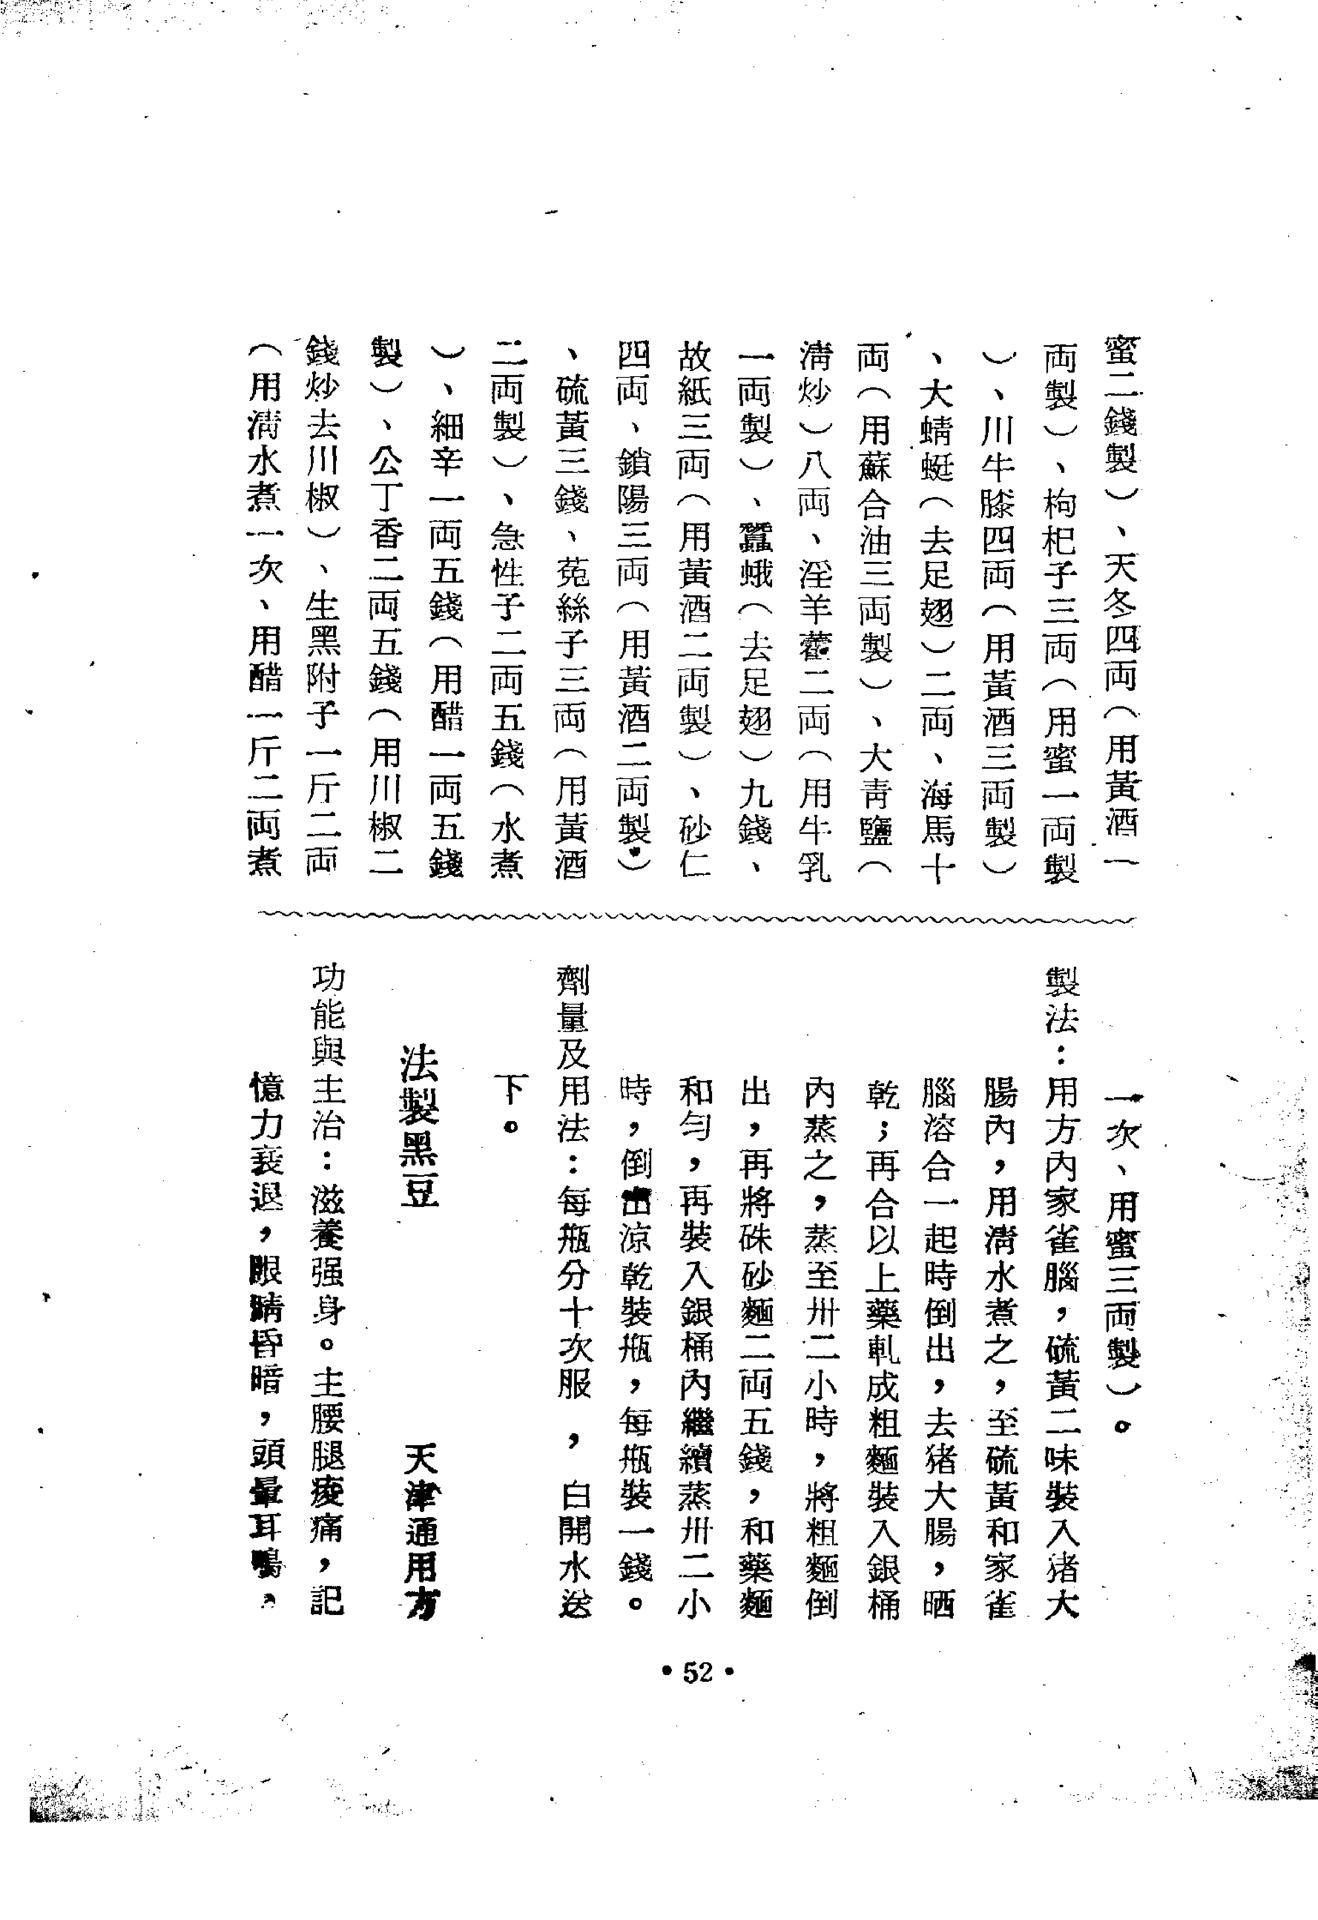 蜜二錢製）、天冬四両（用黃酒一
両製）、枸杞子三両（用蜜一両製
）、川牛膝四両（用黃酒三両製）
、大蜻蜓（去足翅）二両、海馬十
両（用蘇合油三両製）、大靑鹽（
淸炒）八両、淫羊藿二両（用牛乳
一両製）、蠶蛾（去足翅）九錢、
故紙三両（用黃酒二両製）、砂仁
四両、鎖陽三両（用黃酒二両製）
、硫黃三錢、菟絲子三両（用黃酒
二両製）、急性子二両五錢（水煮
）、細辛一両五錢（用醋一両五錢
製）、公丁香二両五錢（用川椒二
錢炒去川椒）、生黑附子一斤二両
（用淸水煮一次、用醋一斤二両煮
一次、用蜜三両製）。
製法：用方內家雀腦，硫黃二味裝入猪大
腸內，用淸水煮之，至硫黃和家雀
腦溶合一起時倒出，去猪大腸，晒
乾；再合以上藥軋成粗麵裝入銀桶
內蒸之，蒸至卅二小時，將粗麵倒
出，再將硃砂麵二両五錢，和藥麵
和勻，再裝入銀桶內繼續蒸卅二小
時，倒出涼乾裝瓶，每瓶裝一錢。
劑量及用法：每瓶分十次服，白開水送
下。
法製黑豆 天津通用方
功能與主治：滋養强身。主腰腿痠痛，記
憶力衰退，眼睛昏暗，頭暈耳鳴，
•52•